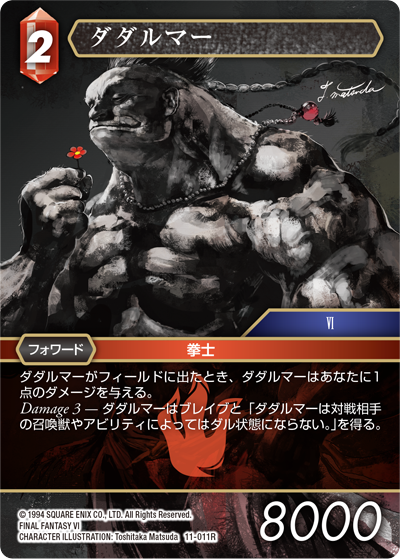 2
ダダルマー
T. matsuda
VI
フォワード
拳士
ダダルマーがフィールドに出たとき、ダダルマーはあなたに1
点のダメージを与える。
Damage 3 — ダダルマーはブレイブと「ダダルマーは対戦相手
の召喚獣やアビリティによってはダル状態にならない。」を得る。
© 1994 SQUARE ENIX CO., LTD. All Rights Reserved.
FINAL FANTASY VI
CHARACTER ILLUSTRATION: Toshitaka Matsuda 11-011R
8000